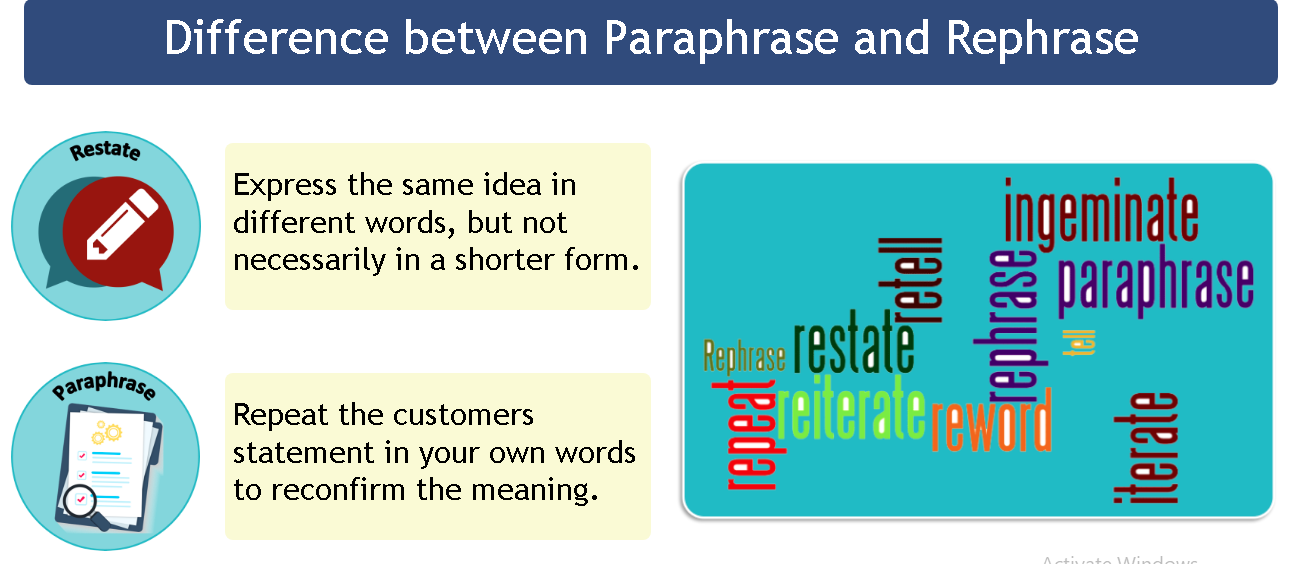 Difference between Paraphrase and Rephrase
Restate
Express the same idea in
different words, but not
necessarily in a shorter form.
Paraphrase
Repeat the customers
statement in your own words
to reconfirm the meaning.
ingeminate
retell
rephrase
paraphrase
tell
Rephrase
restate
repeat
reiterate
reword
iterate
Activate Windows